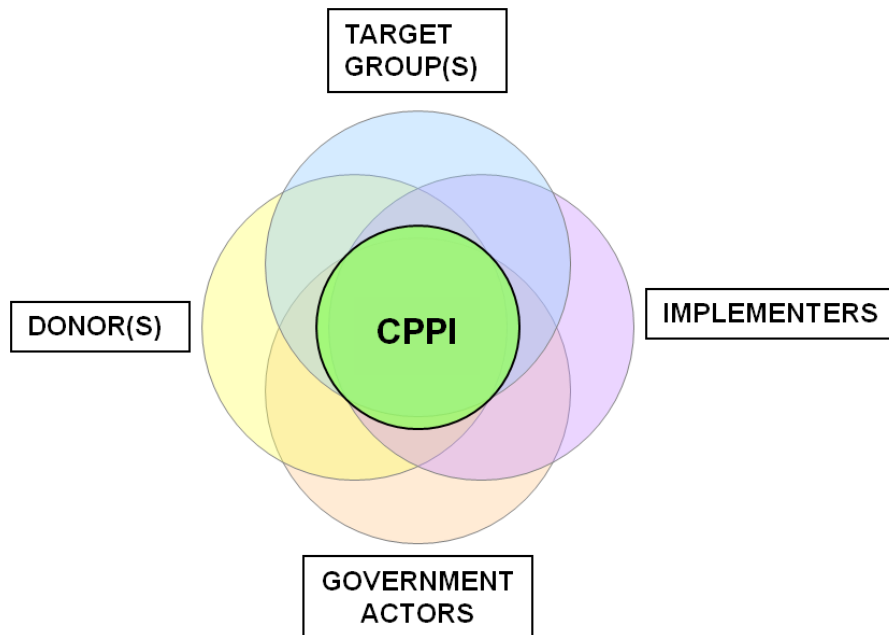 TARGET
GROUP(S)
DONOR(S)
CPPI
IMPLEMENTERS
GOVERNMENT
ACTORS